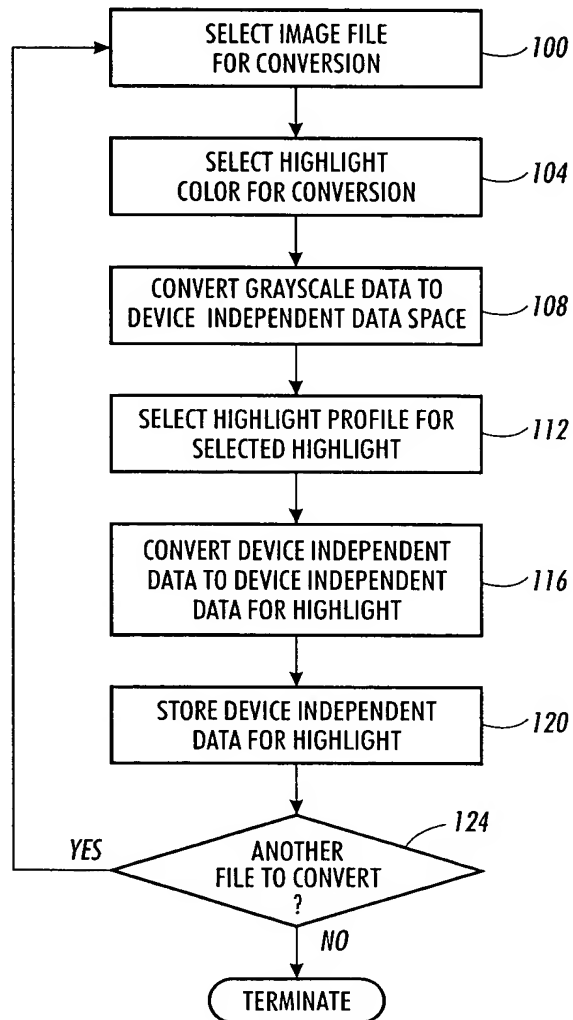 SELECT IMAGE FILE
FOR CONVERSION
100
SELECT HIGHLIGHT
COLOR FOR CONVERSION
104
CONVERT GRAYSCALE DATA TO
DEVICE INDEPENDENT DATA SPACE
108
SELECT HIGHLIGHT PROFILE FOR
SELECTED HIGHLIGHT
112
CONVERT DEVICE INDEPENDENT
DATA TO DEVICE INDEPENDENT
DATA FOR HIGHLIGHT
116
STORE DEVICE INDEPENDENT
DATA FOR HIGHLIGHT
120
124
YES
ANOTHER
FILE TO CONVERT
?
NO
TERMINATE